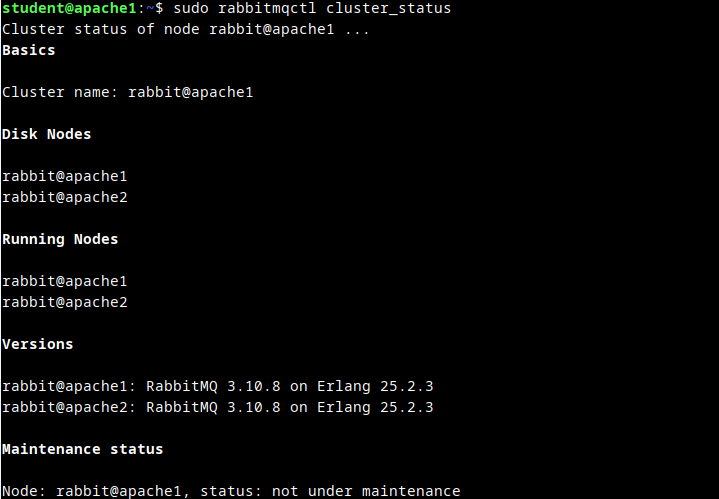 student@apache1:~$ sudo rabbitmqctl cluster_status
Cluster status of node rabbit@apache1 ...
Basics
Cluster name: rabbit@apache1
Disk Nodes
rabbit@apache1
rabbit@apache2
Running Nodes
rabbit@apache1
rabbit@apache2
Versions
rabbit@apache1: RabbitMQ 3.10.8 on Erlang 25.2.3
rabbit@apache2: RabbitMQ 3.10.8 on Erlang 25.2.3
Maintenance status
Node: rabbit@apache1, status: not under maintenance